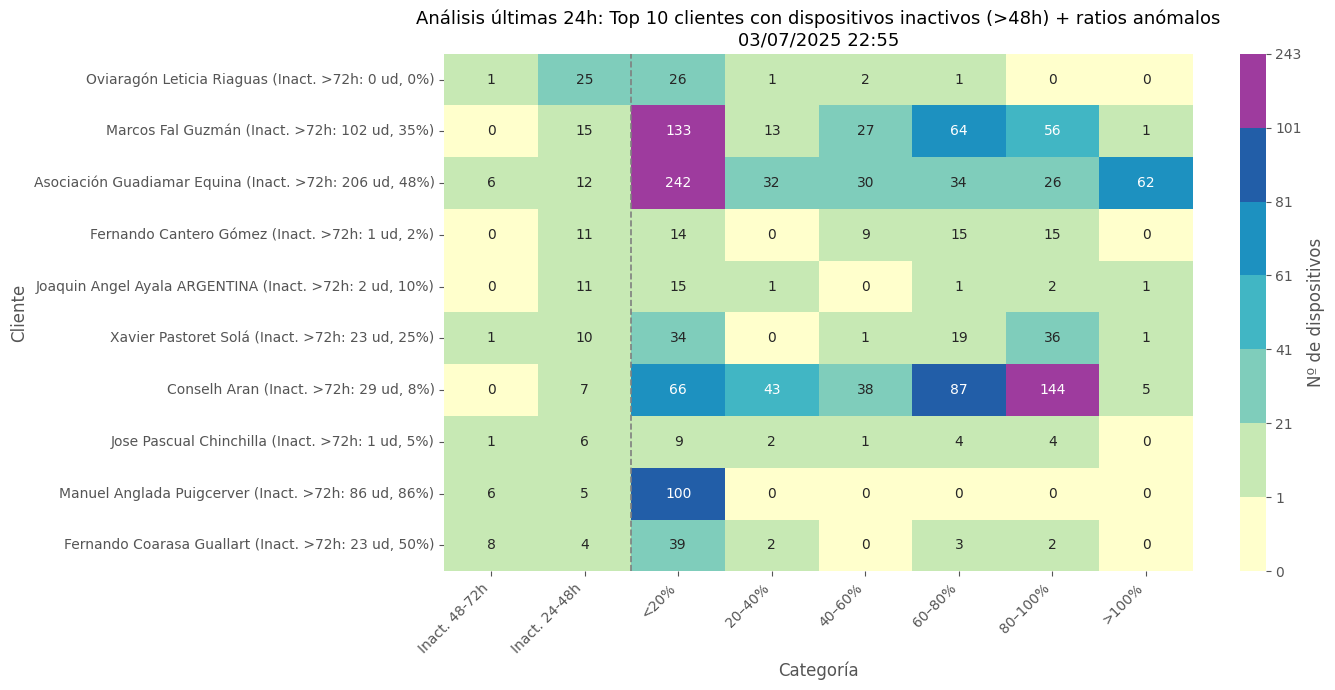 Análisis últimas 24h: Top 10 clientes con dispositivos inactivos (>48h) + ratios anómalos
03/07/2025 22:55
Cliente
Oviaragón Leticia Riaguas (Inact. >72h: 0 ud, 0%) 1 25 26 1 2 1 0 0
Marcos Fal Guzmán (Inact. >72h: 102 ud, 35%) 0 15 133 13 27 64 56 1
Asociación Guadiamar Equina (Inact. >72h: 206 ud, 48%) 6 12 242 32 30 34 26 62
Fernando Cantero Gómez (Inact. >72h: 1 ud, 2%) 0 11 14 0 9 15 15 0
Joaquin Angel Ayala ARGENTINA (Inact. >72h: 2 ud, 10%) 0 11 15 1 0 1 2 1
Xavier Pastoret Solá (Inact. >72h: 23 ud, 25%) 1 10 34 0 1 19 36 1
Conselh Aran (Inact. >72h: 29 ud, 8%) 0 7 66 43 38 87 144 5
Jose Pascual Chinchilla (Inact. >72h: 1 ud, 5%) 1 6 9 2 1 4 4 0
Manuel Anglada Puigcerver (Inact. >72h: 86 ud, 86%) 6 5 100 0 0 0 0 0
Fernando Coarasa Guallart (Inact. >72h: 23 ud, 50%) 8 4 39 2 0 3 2 0
Inact. 48-72h Inact. 24-48h <20% 20–40% 40–60% 60–80% 80–100% >100%
Categoría
243
101
81
61
41
21
1
0
Nº de dispositivos